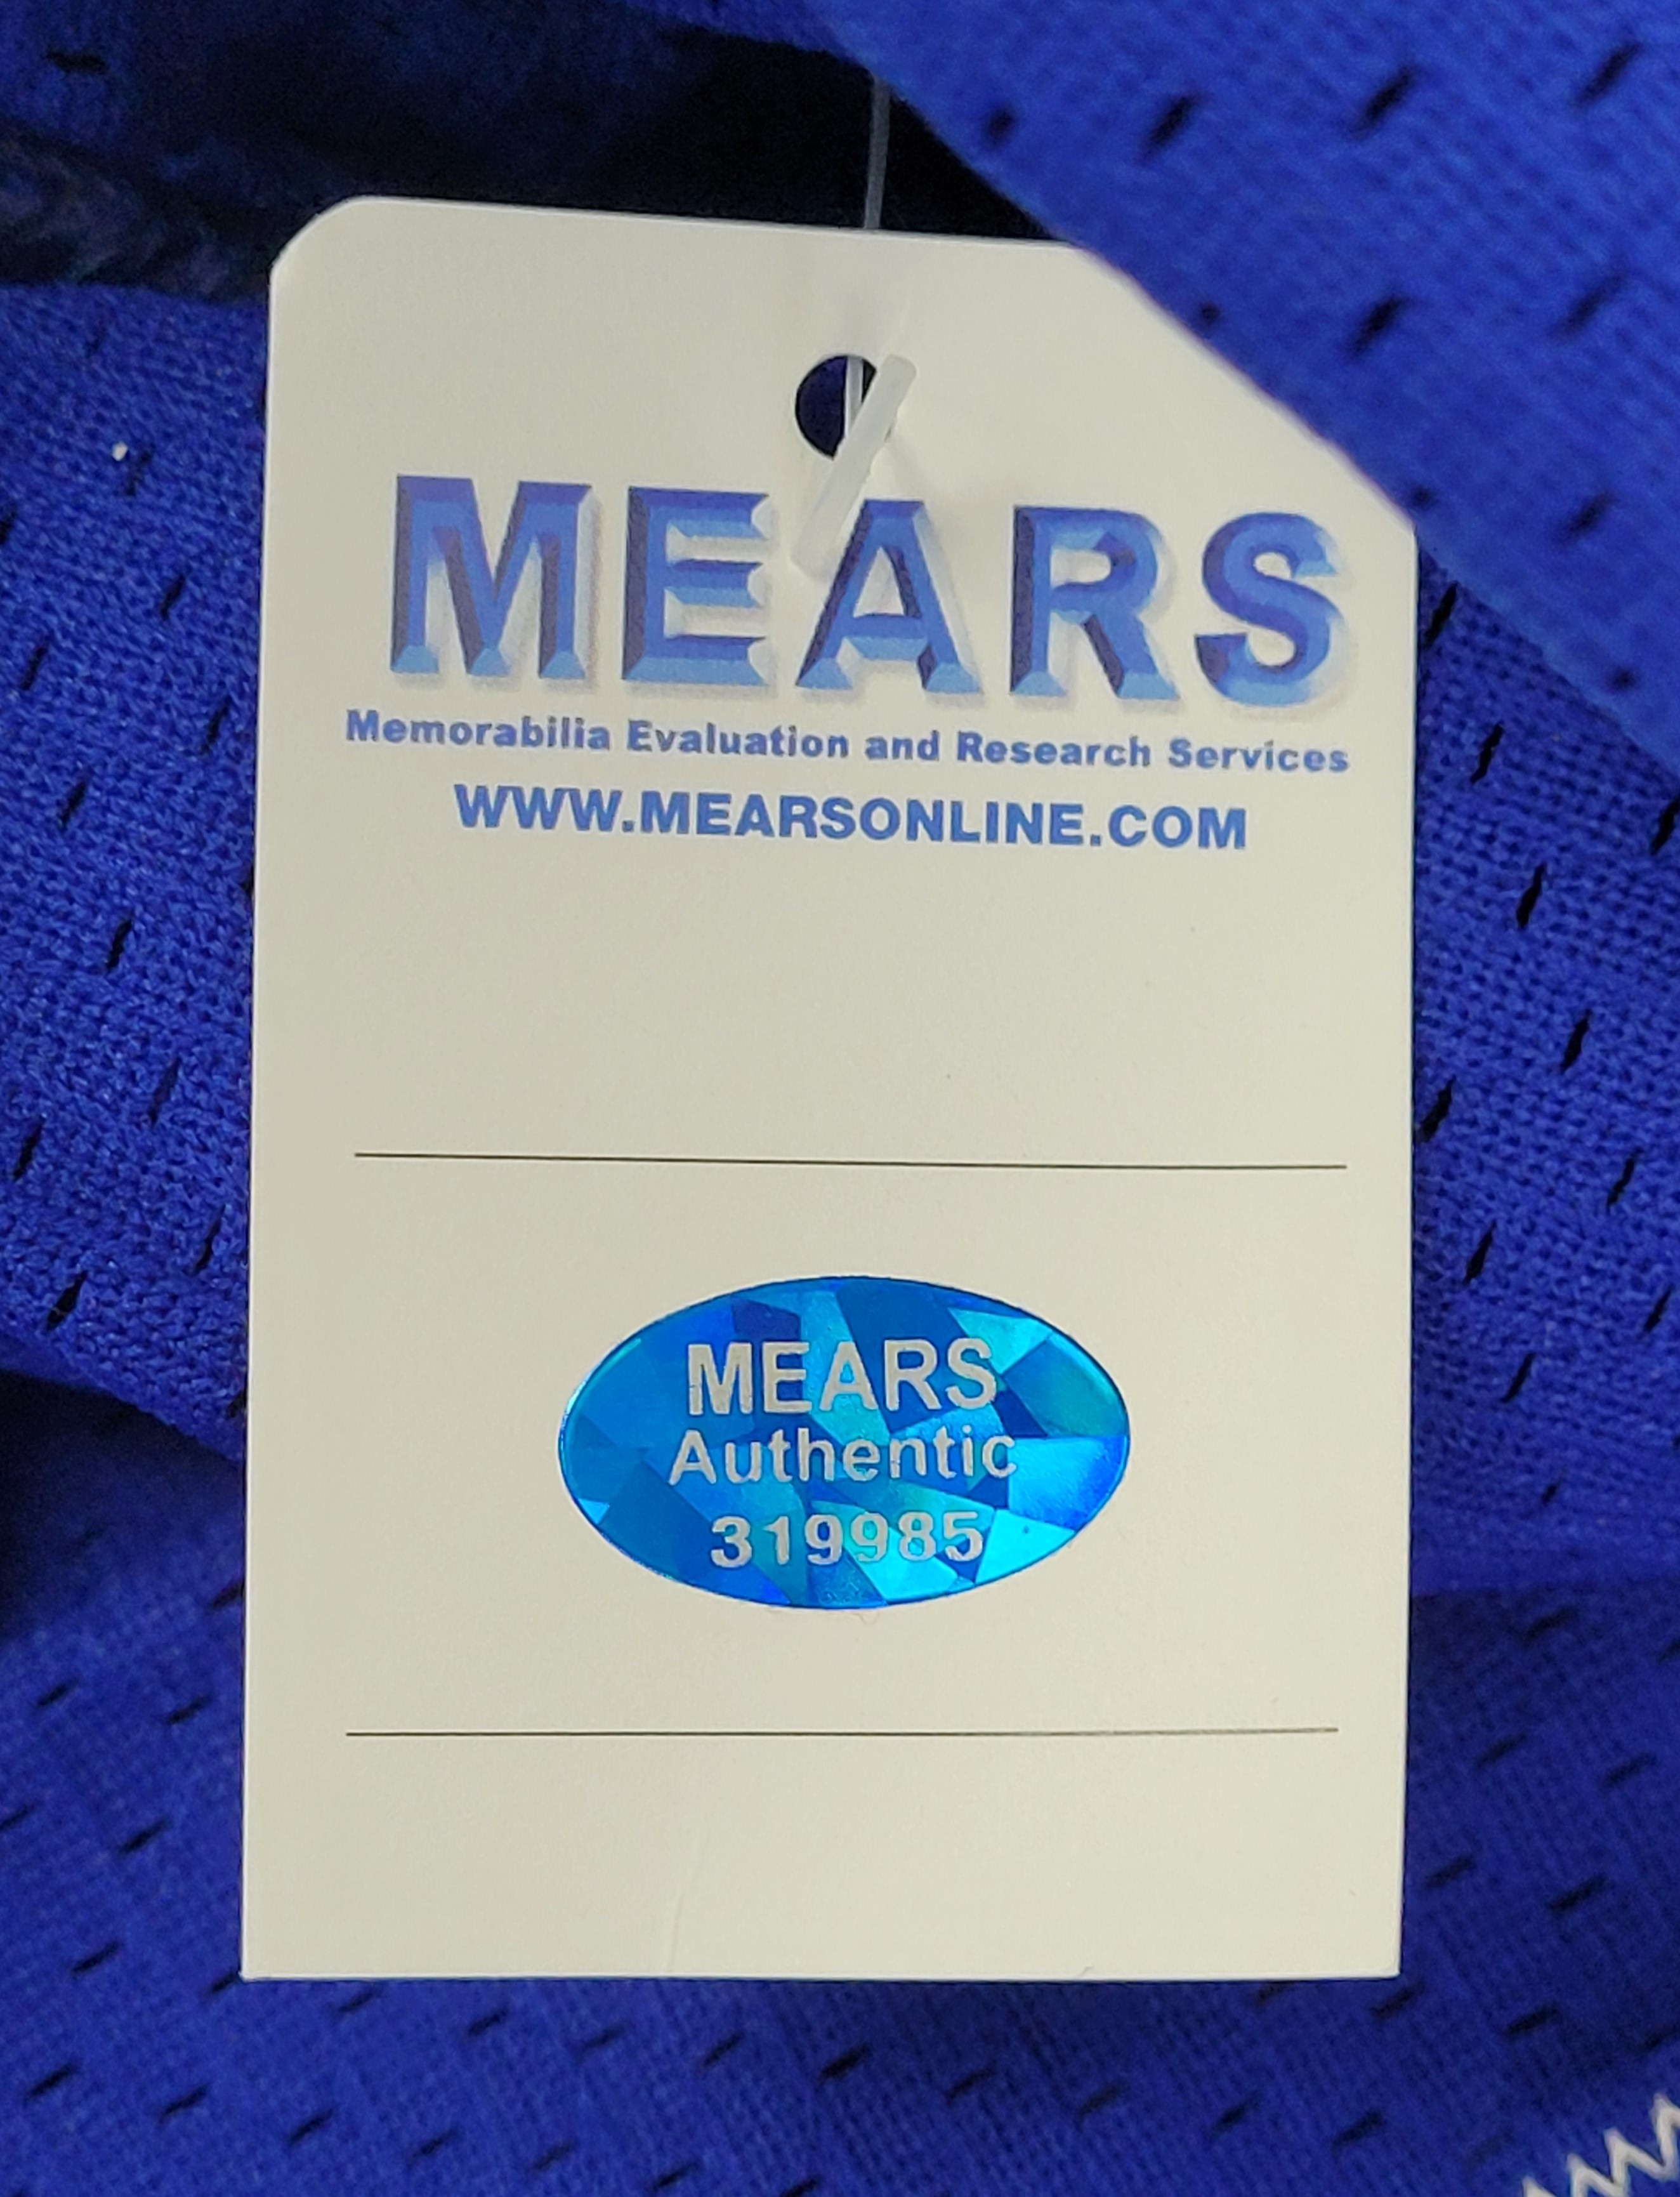 MEARS
Memorabilia Evaluation and Research Services
WWW.MEARSONLINE.COM
MEARS
Authentic
319985